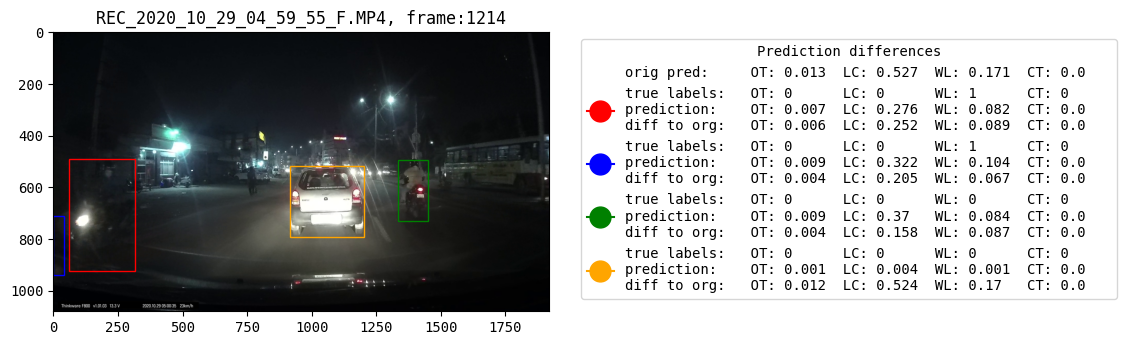 REC_2020_10_29_04_59_55_F.MP4, frame:1214
0
200
400
600
800
1000
0 250 500 750 1000 1250 1500 1750
Prediction differences
orig pred: OT: 0.013 LC: 0.527 WL: 0.171 CT: 0.0
true labels: OT: 0 LC: 0 WL: 1 CT: 0
prediction: OT: 0.007 LC: 0.276 WL: 0.082 CT: 0.0
diff to org: OT: 0.006 LC: 0.252 WL: 0.089 CT: 0.0
true labels: OT: 0 LC: 0 WL: 1 CT: 0
prediction: OT: 0.009 LC: 0.322 WL: 0.104 CT: 0.0
diff to org: OT: 0.004 LC: 0.205 WL: 0.067 CT: 0.0
true labels: OT: 0 LC: 0 WL: 0 CT: 0
prediction: OT: 0.009 LC: 0.37 WL: 0.084 CT: 0.0
diff to org: OT: 0.004 LC: 0.158 WL: 0.087 CT: 0.0
true labels: OT: 0 LC: 0 WL: 0 CT: 0
prediction: OT: 0.001 LC: 0.004 WL: 0.001 CT: 0.0
diff to org: OT: 0.012 LC: 0.524 WL: 0.17 CT: 0.0